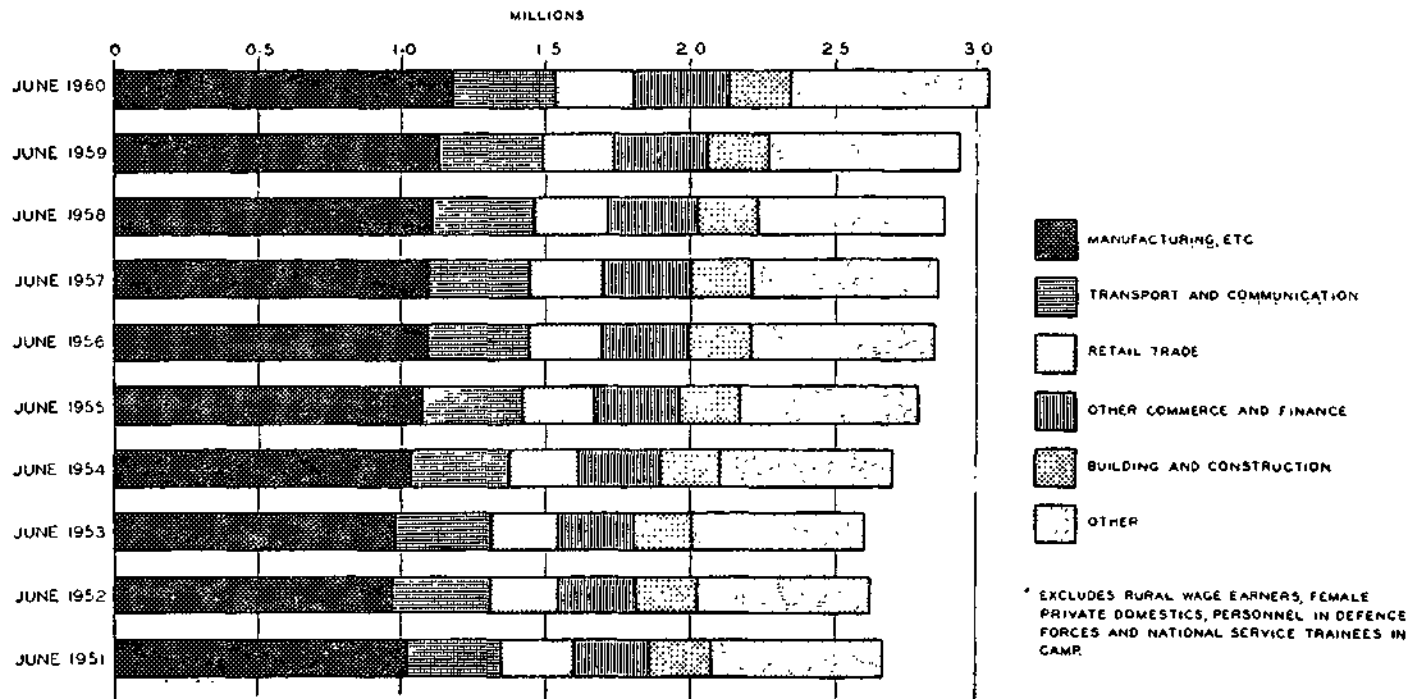 MILLIONS
0 0·5 1·0 1·5 2·0 2·5 3·0
JUNE 1960
JUNE 1959
JUNE 1958
JUNE 1957
JUNE 1956
JUNE 1955
JUNE 1954
JUNE 1953
JUNE 1952
JUNE 1951
MANUFACTURING, ETC
TRANSPORT AND COMMUNICATION
RETAIL TRADE
OTHER COMMERCE AND FINANCE
BUILDING AND CONSTRUCTION
OTHER
* EXCLUDES RURAL WAGE EARNERS, FEMALE
PRIVATE DOMESTICS, PERSONNEL IN DEFENCE
FORCES AND NATIONAL SERVICE TRAINEES IN
CAMP.